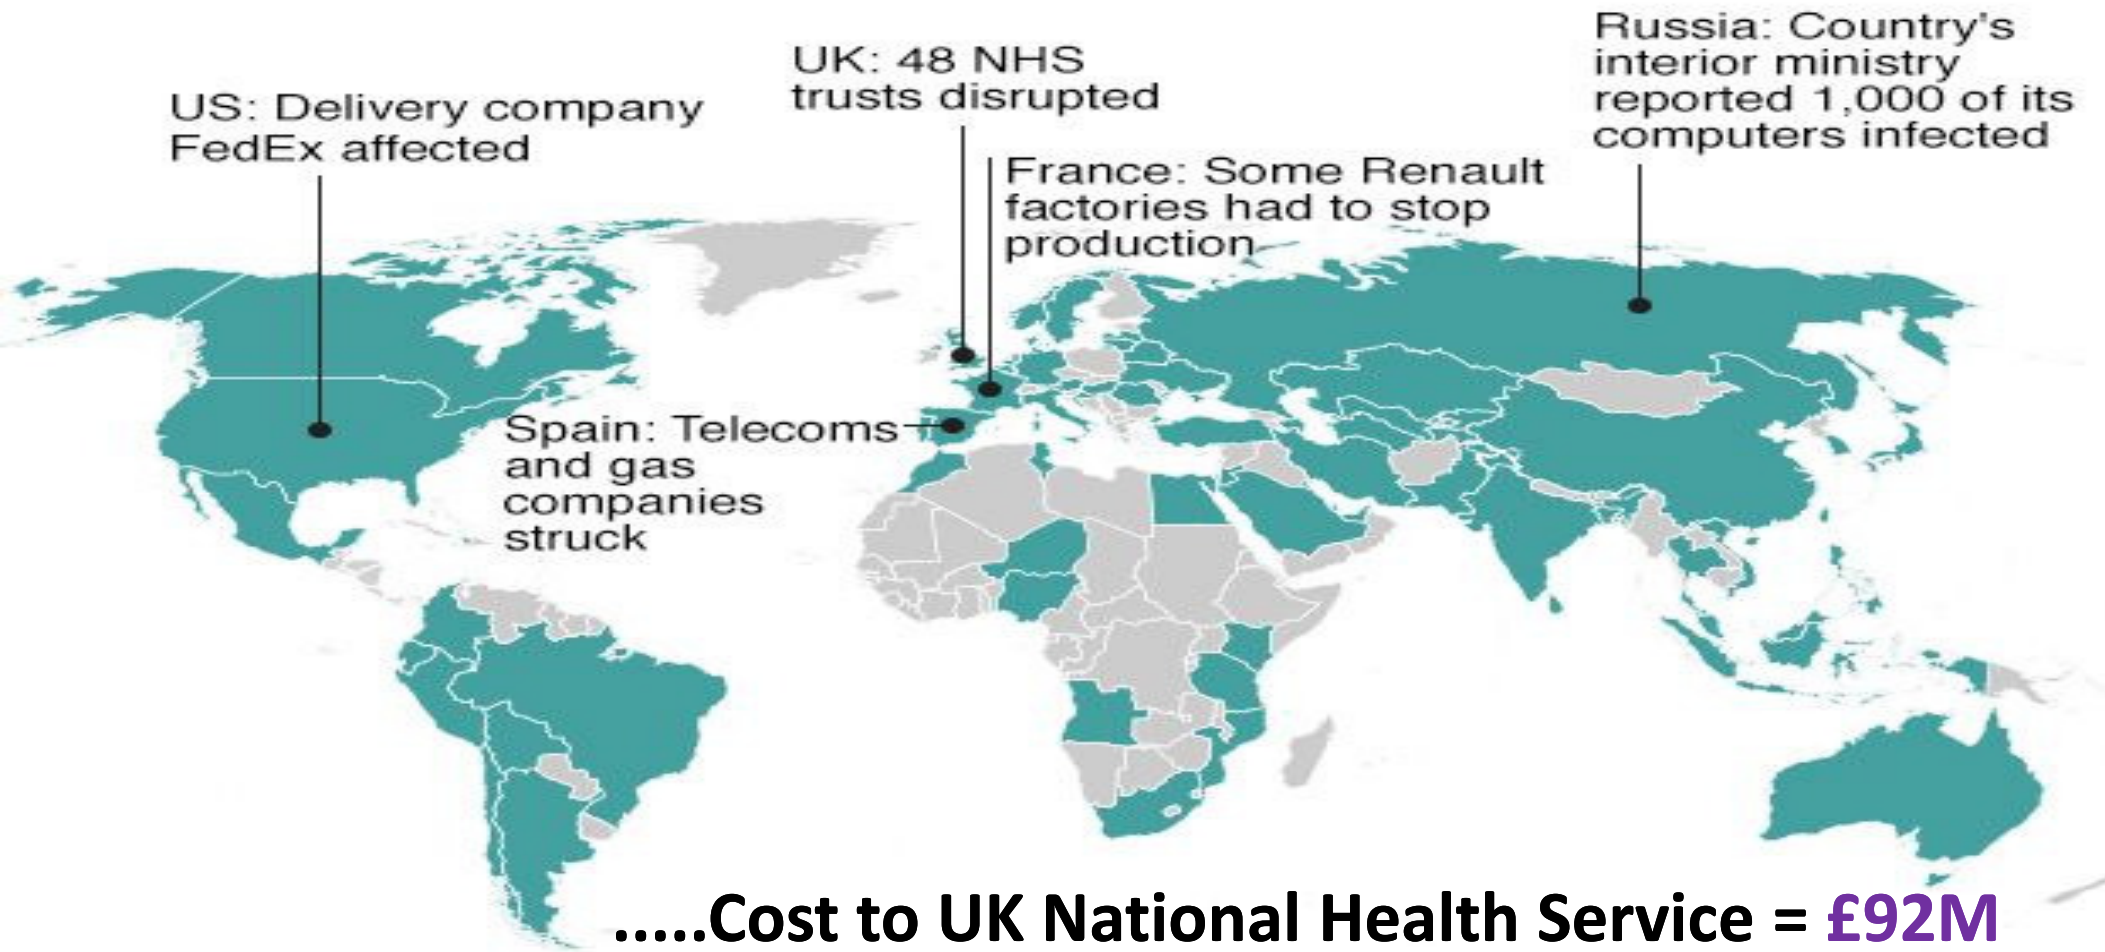 US: Delivery company
FedEx affected
UK: 48 NHS
trusts disrupted
France: Some Renault
factories had to stop
production
Russia: Country's
interior ministry
reported 1,000 of its
computers infected
Spain: Telecoms
and gas
companies
struck
.....Cost to UK National Health Service = £92M